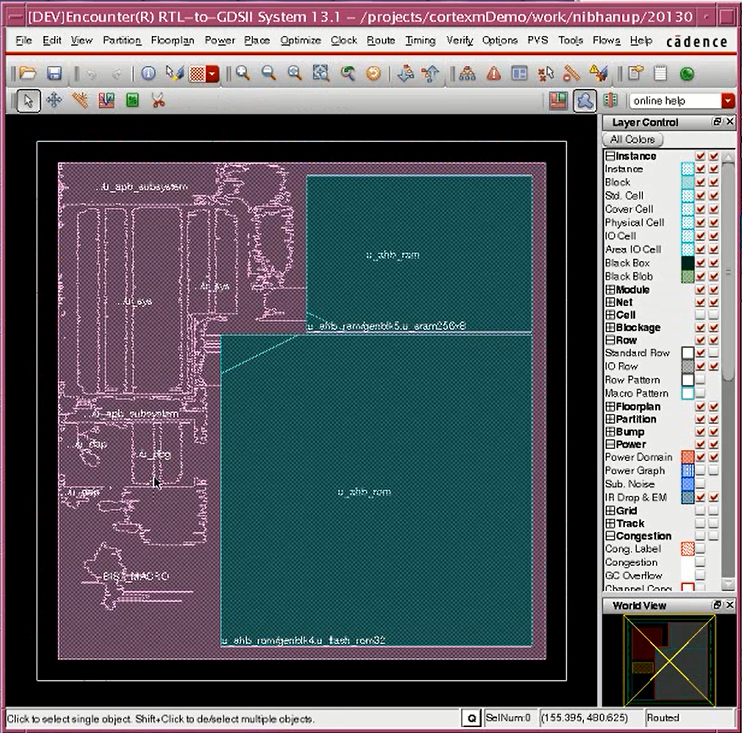 [DEV]Encounter(R) RTL-to-GDSII System 13.1 - /projects/cortexmDemo/work/nibhanup/20130
File Edit View Partition Floorplan Power Place Optimize Clock Route Timing Verify Options PVS Tools Flows Help cādence
online help
Layer Control
All Colors
Instance
Instance
Block
Std. Cell
Cover Cell
Physical Cell
IO Cell
Area IO Cell
Black Box
Black Blob
Module
Net
Cell
Blockage
Row
Standard Row
IO Row
Row Pattern
Macro Pattern
Floorplan
Partition
Bump
Power
Power Domain
Power Graph
Sub. Noise
IR Drop & EM
Grid
Track
Congestion
Cong. Label
Congestion
GC Overflow
Channel Cong
World View
../u_apb_subsystem
u_ahb_ram
../u_sys
../u_sys
u_ahb_ram/genblk5.u_sram256x8
../u_apb_subsystem
../u_dap
u_ahb_rom
../u_dap
BIST_MACRO
u_ahb_rom/genblk4.u_flash_rom32
Click to select single object. Shift+Click to de/select multiple objects.
Q
SelNum:0
(155.395, 480.625)
Routed